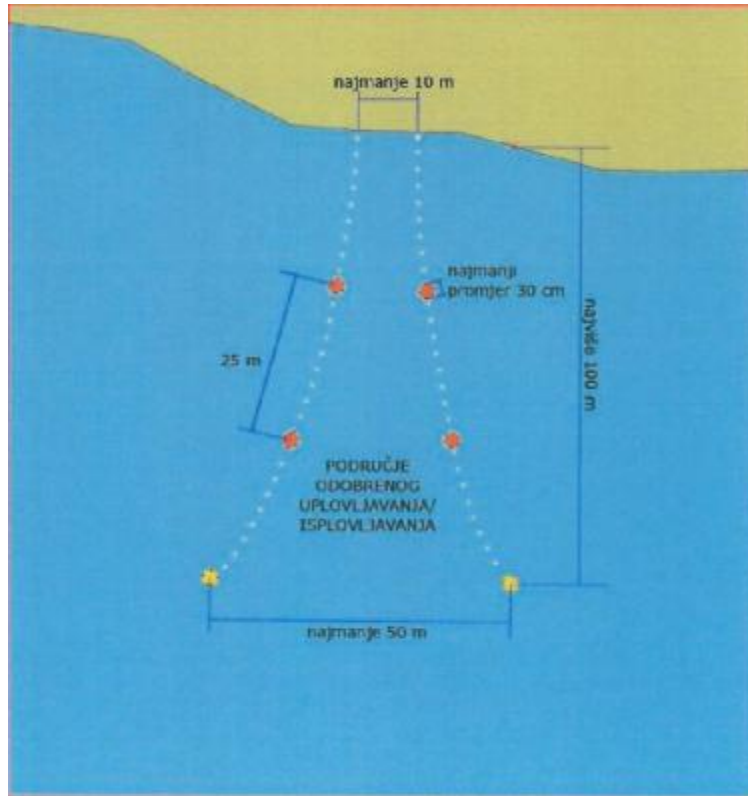 najmanje 10 m
najmanji
promjer 30 cm
25 m
najviše 100 m
PODRUČJE
ODOBRENOG
UPLOVLJAVANJA/
ISPLOVLJAVANJA
najmanje 50 m